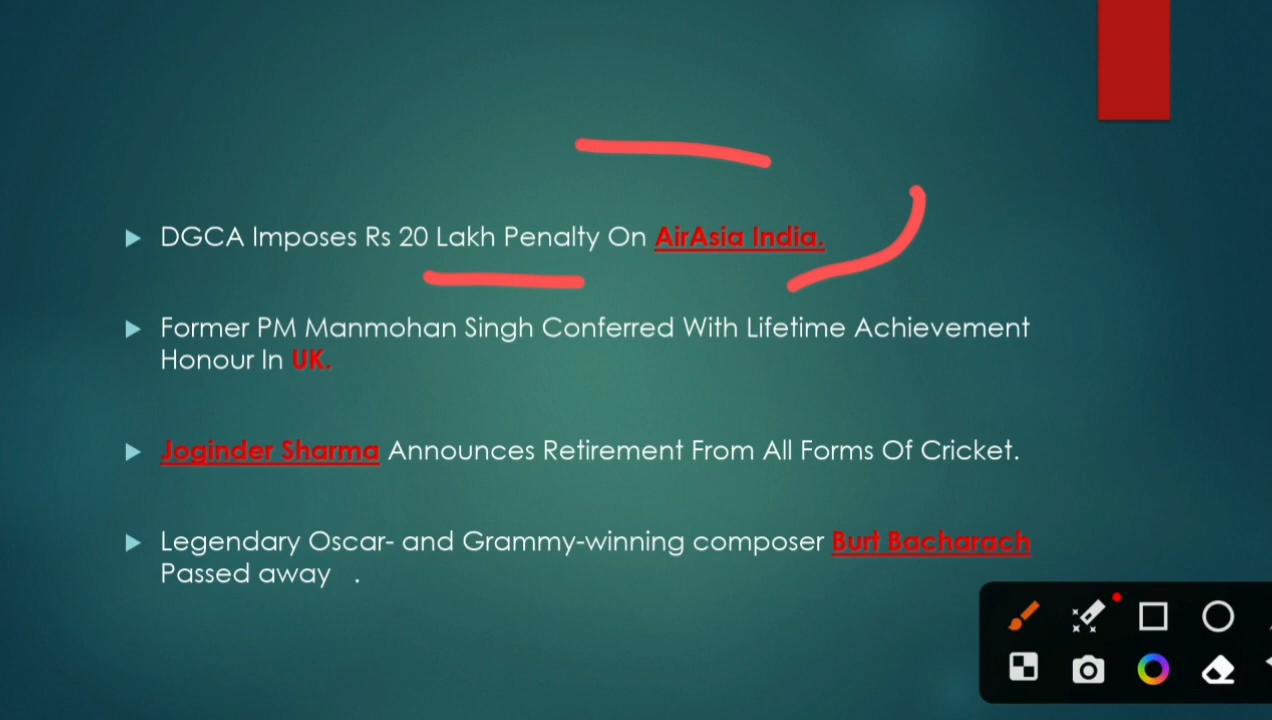 DGCA Imposes Rs 20 Lakh Penalty On AirAsia India.
Former PM Manmohan Singh Conferred With Lifetime Achievement
Honour In UK.
Joginder Sharma Announces Retirement From All Forms Of Cricket.
Legendary Oscar- and Grammy-winning composer Burt Bacharach
Passed away .